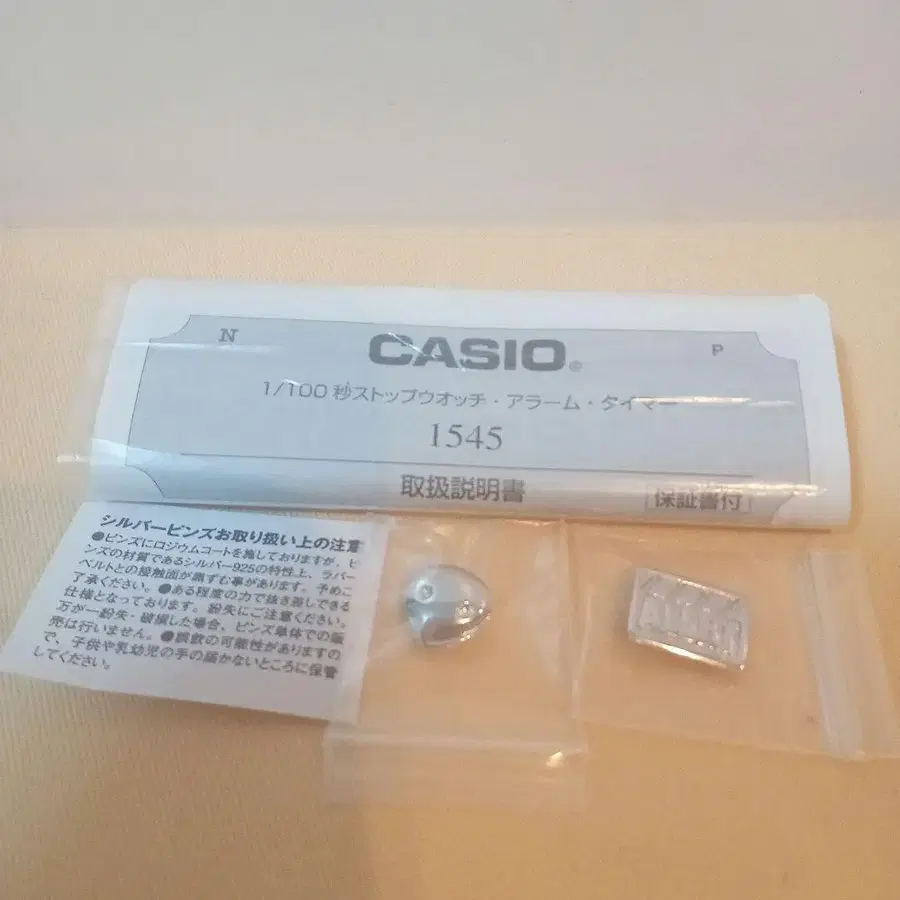 N CASIO® P
1/100 秒ストップウオッチ・アラーム・タイマー
1545
取扱説明書
保証書付
シルバーピンズお取り扱い上の注意
●ピンズにロジウムコートを施しておりますが、ピ
ンズの材質であるシルバー925の特性上、ラバー
ベルトとの接触面が黒ずむ事があります。予めご
了承ください。●ある程度の力で抜き差しできる
仕様となっております。紛失にご注意ください。
万が一紛失・破損した場合、ピンズ単体での販
売は行いません。●誤飲の可能性がありますの
で、子供や乳幼児の手の届かないところに保管
してください。